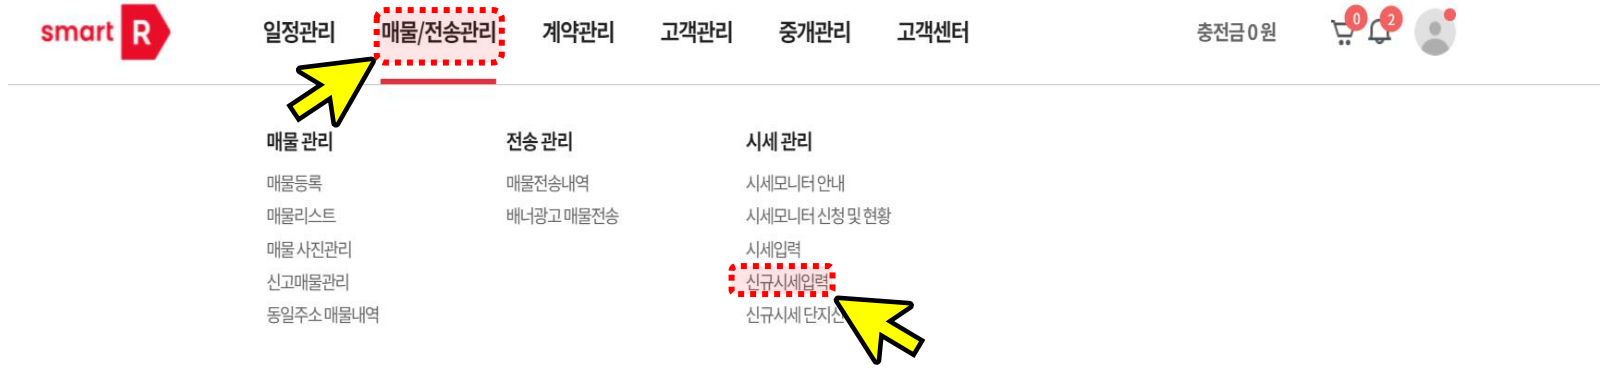 smart R
일정관리 매물/전송관리 계약관리 고객관리 중개관리 고객센터 충전금 0 원 0 2
매물 관리
매물등록
매물리스트
매물 사진관리
신고매물관리
동일주소 매물내역
전송 관리
매물전송내역
배너광고 매물전송
시세 관리
시세모니터 안내
시세모니터 신청 및 현황
시세입력
신규시세입력
신규시세